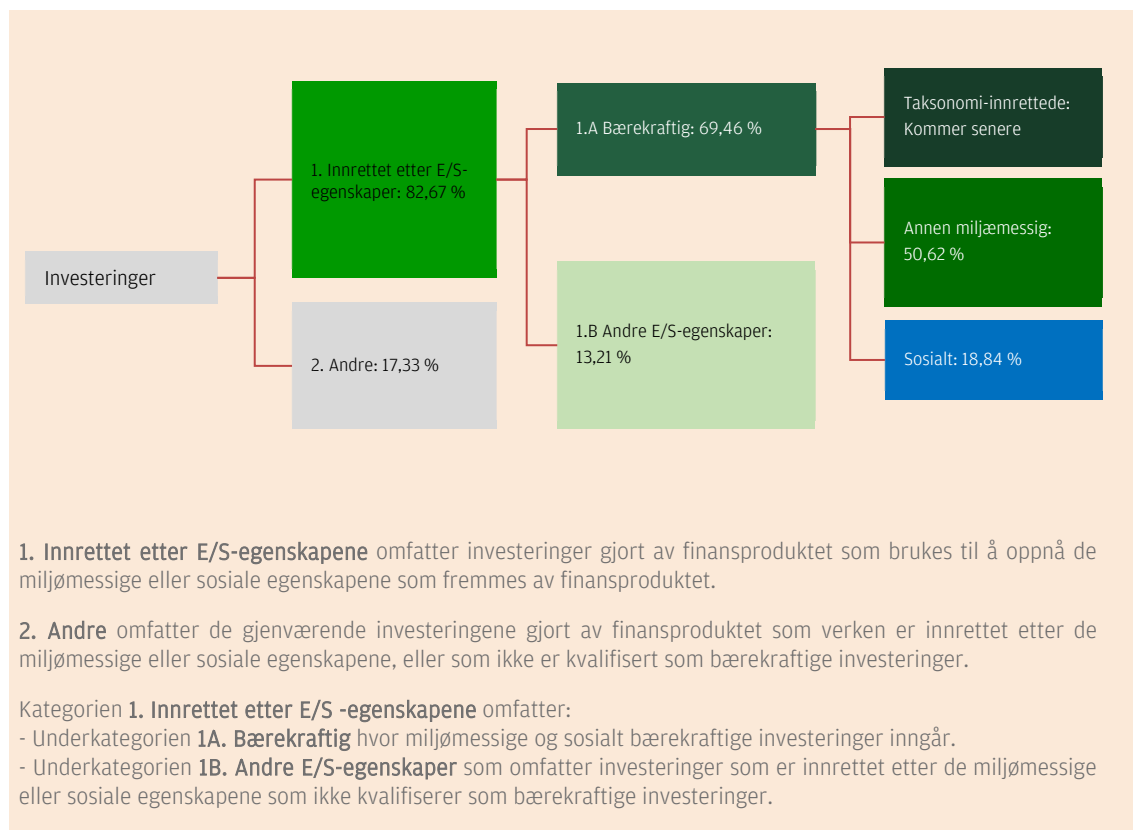 Investeringer
1. Innrettet etter E/S-
egenskaper: 82,67 %
2. Andre: 17,33 %
1.A Bærekraftig: 69,46 %
1.B Andre E/S-egenskaper:
13,21 %
Taksonomi-innrettede:
Kommer senere
Annen miljæmessig:
50,62 %
Sosialt: 18,84 %
1. Innrettet etter E/S-egenskapene omfatter investeringer gjort av finansproduktet som brukes til å oppnå de
miljømessige eller sosiale egenskapene som fremmes av finansproduktet.
2. Andre omfatter de gjenværende investeringene gjort av finansproduktet som verken er innrettet etter de
miljømessige eller sosiale egenskapene, eller som ikke er kvalifisert som bærekraftige investeringer.
Kategorien 1. Innrettet etter E/S -egenskapene omfatter:
- Underkategorien 1A. Bærekraftig hvor miljømessige og sosialt bærekraftige investeringer inngår.
- Underkategorien 1B. Andre E/S-egenskaper som omfatter investeringer som er innrettet etter de miljømessige
eller sosiale egenskapene som ikke kvalifiserer som bærekraftige investeringer.